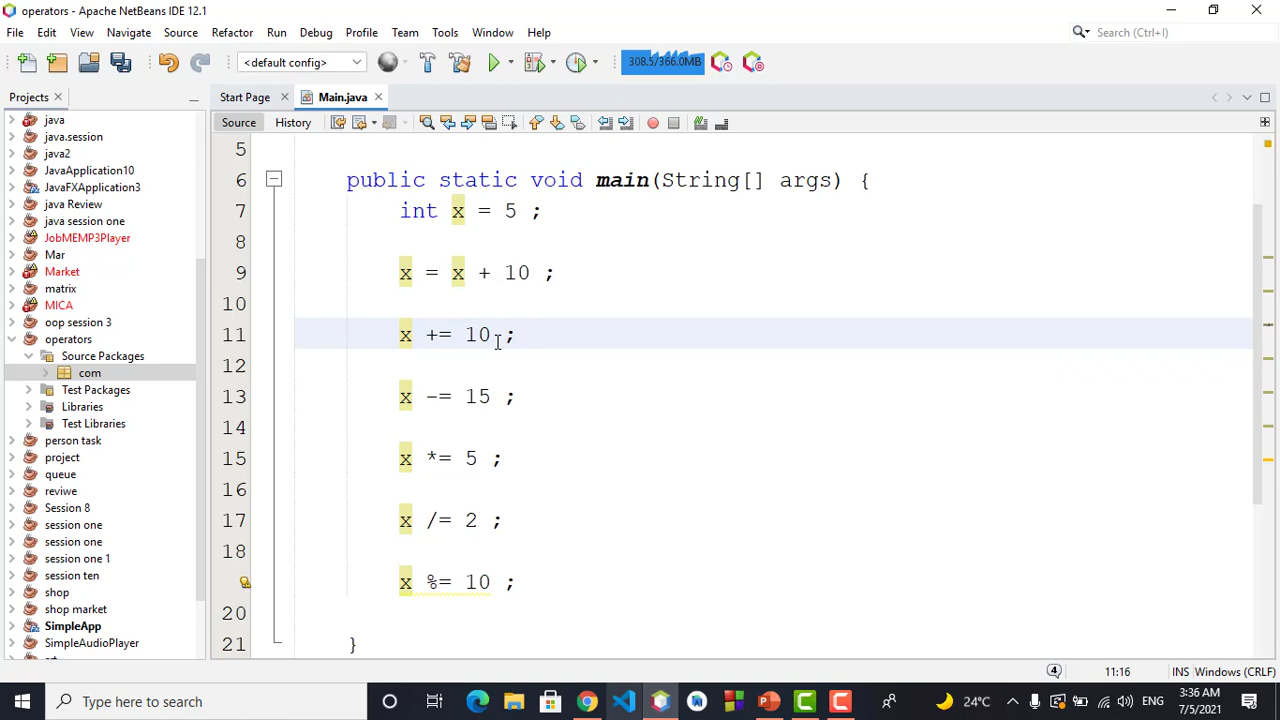 operators - Apache NetBeans IDE 12.1
File Edit View Navigate Source Refactor Run Debug Profile Team Tools Window Help
Search (Ctrl+I)
<default config>
308.5/366.0MB
Projects
Start Page
Main.java
Source
History
java
java.session
java2
JavaApplication10
JavaFXApplication3
java Review
java session one
JobMEMP3Player
Mar
Market
matrix
MICA
oop session 3
operators
Source Packages
com
Test Packages
Libraries
Test Libraries
person task
project
queue
reviwe
Session 8
session one
session one
session one 1
session ten
shop
shop market
SimpleApp
SimpleAudioPlayer
5
6 public static void main(String[] args) {
7 int x = 5 ;
8
9 x = x + 10 ;
10
11 x += 10 ;
12
13 x -= 15 ;
14
15 x *= 5 ;
16
17 x /= 2 ;
18
x %= 10 ;
20
21 }
4
11:16
INS
Windows (CRLF)
Type here to search
24°C
ENG
3:36 AM
7/5/2021